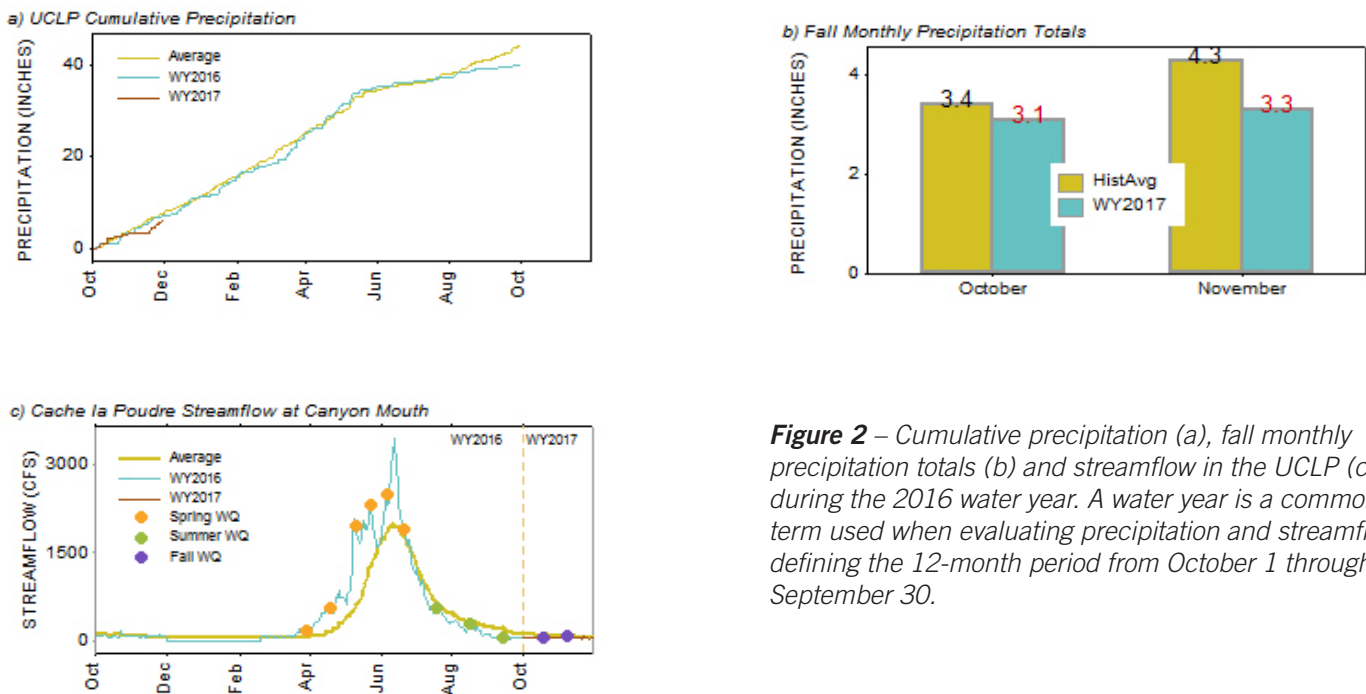 a) UCLP Cumulative Precipitation
PRECIPITATION (INCHES)
40
20
0
Average
WY2016
WY2017
Oct
Dec
Feb
Apr
Jun
Aug
Oct
b) Fall Monthly Precipitation Totals
PRECIPITATION (INCHES)
4
2
0
3.4
3.1
4.3
3.3
HistAvg
WY2017
October
November
c) Cache la Poudre Streamflow at Canyon Mouth
STREAMFLOW (CFS)
3000
1500
0
WY2016
WY2017
Average
WY2016
WY2017
Spring WQ
Summer WQ
Fall WQ
Oct
Dec
Feb
Apr
Jun
Aug
Oct
Figure 2 – Cumulative precipitation (a), fall monthly
precipitation totals (b) and streamflow in the UCLP (c
during the 2016 water year. A water year is a commo
term used when evaluating precipitation and streamf
defining the 12-month period from October 1 through
September 30.